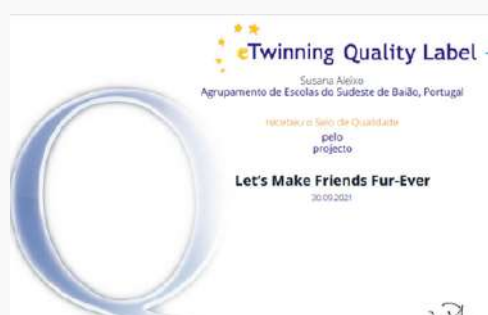 eTwinning Quality Label
Susana Aleixo
Agrupamento de Escolas do Sudeste de Baião, Portugal
recebeu o Selo de Qualidade
pelo
projecto
Let's Make Friends Fur-Ever
20.09.2021